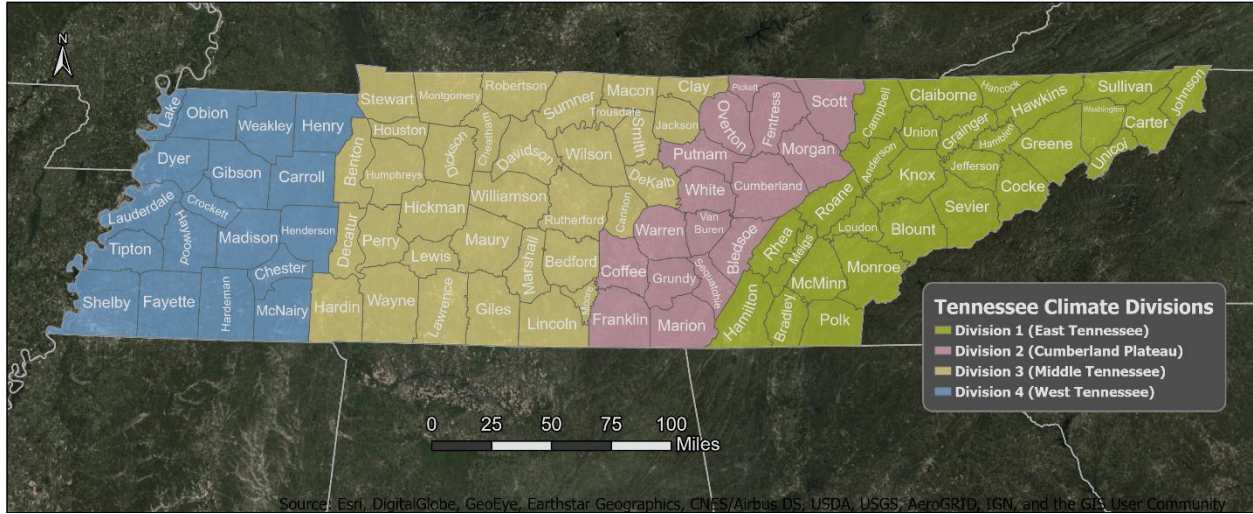 N
Lake
Obion
Weakley
Henry
Dyer
Gibson
Carroll
Lauderdale
Crockett
Haywood
Madison
Henderson
Tipton
Chester
Shelby
Fayette
Hardeman
McNairy
Stewart
Montgomery
Robertson
Sumner
Macon
Trousdale
Clay
Houston
Jackson
Smith
Benton
Humphreys
Dickson
Cheatham
Davidson
Wilson
DeKalb
Williamson
Cannon
Hickman
Rutherford
Decatur
Perry
Maury
Lewis
Marshall
Bedford
Hardin
Wayne
Lawrence
Giles
Lincoln
Moore
Pickett
Scott
Overton
Fentress
Putnam
Morgan
White
Cumberland
Van
Buren
Warren
Bledsoe
Coffee
Grundy
Sequatchie
Franklin
Marion
Campbell
Claiborne
Hancock
Hawkins
Sullivan
Johnson
Union
Grainger
Hamblen
Washington
Carter
Anderson
Greene
Unicoi
Knox
Jefferson
Cocke
Roane
Sevier
Loudon
Blount
Rhea
Meigs
Monroe
McMinn
Hamilton
Bradley
Polk
Tennessee Climate Divisions
Division 1 (East Tennessee)
Division 2 (Cumberland Plateau)
Division 3 (Middle Tennessee)
Division 4 (West Tennessee)
0 25 50 75 100
Miles
Source: Esri, DigitalGlobe, GeoEye, Earthstar Geographics, CNES/Airbus DS, USDA, USGS, AeroGRID, IGN, and the GIS User Community